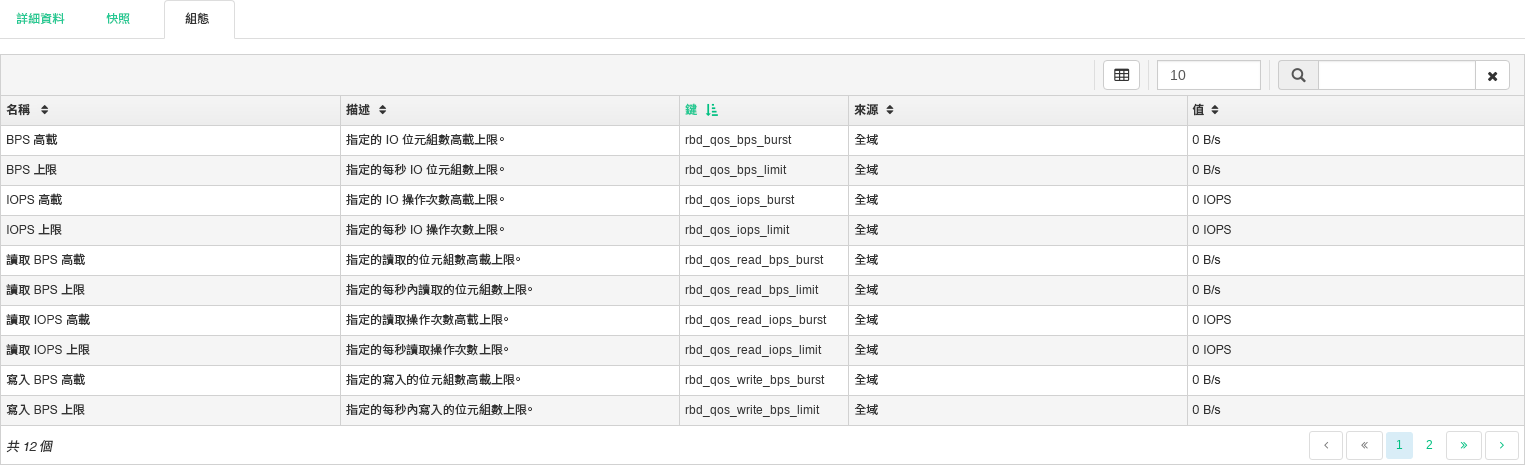 詳細資料 快照 組態
10
名稱 描述 鍵 來源 值
BPS 高載 指定的 IO 位元組數高載上限。 rbd_qos_bps_burst 全域 0 B/s
BPS 上限 指定的每秒 IO 位元組數上限。 rbd_qos_bps_limit 全域 0 B/s
IOPS 高載 指定的 IO 操作次數高載上限。 rbd_qos_iops_burst 全域 0 IOPS
IOPS 上限 指定的每秒 IO 操作次數上限。 rbd_qos_iops_limit 全域 0 IOPS
讀取 BPS 高載 指定的讀取的位元組數高載上限。 rbd_qos_read_bps_burst 全域 0 B/s
讀取 BPS 上限 指定的每秒內讀取的位元組數上限。 rbd_qos_read_bps_limit 全域 0 B/s
讀取 IOPS 高載 指定的讀取操作次數高載上限。 rbd_qos_read_iops_burst 全域 0 IOPS
讀取 IOPS 上限 指定的每秒讀取操作次數上限。 rbd_qos_read_iops_limit 全域 0 IOPS
寫入 BPS 高載 指定的寫入的位元組數高載上限。 rbd_qos_write_bps_burst 全域 0 B/s
寫入 BPS 上限 指定的每秒內寫入的位元組數上限。 rbd_qos_write_bps_limit 全域 0 B/s
共 12 個 ‹ « 1 2 » ›